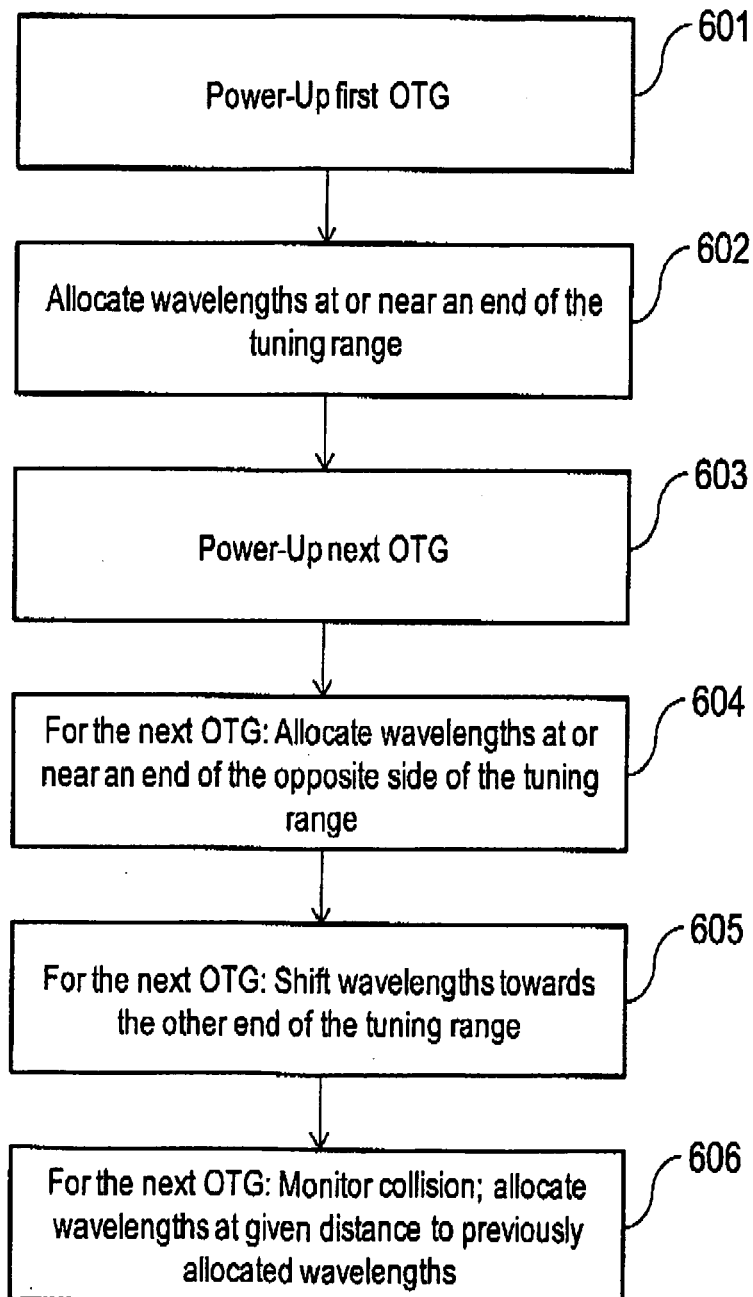 601
Power-Up first OTG
602
Allocate wavelengths at or near an end of the
tuning range
603
Power-Up next OTG
604
For the next OTG: Allocate wavelengths at or
near an end of the opposite side of the tuning
range
605
For the next OTG: Shift wavelengths towards
the other end of the tuning range
606
For the next OTG: Monitor collision; allocate
wavelengths at given distance to previously
allocated wavelengths